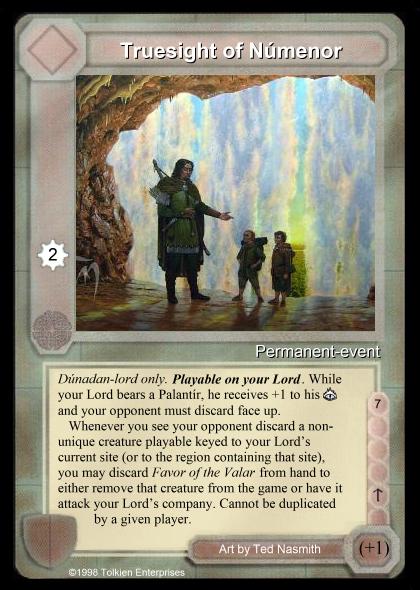 Truesight of Númenor
2
Permanent-event
Dúnadan-lord only. Playable on your Lord. While
your Lord bears a Palantír, he receives +1 to his
and your opponent must discard face up.
Whenever you see your opponent discard a non-
unique creature playable keyed to your Lord's
current site (or to the region containing that site),
you may discard Favor of the Valar from hand to
either remove that creature from the game or have it
attack your Lord's company. Cannot be duplicated
by a given player.
7
↑
Art by Ted Nasmith
(+1)
©1998 Tolkien Enterprises